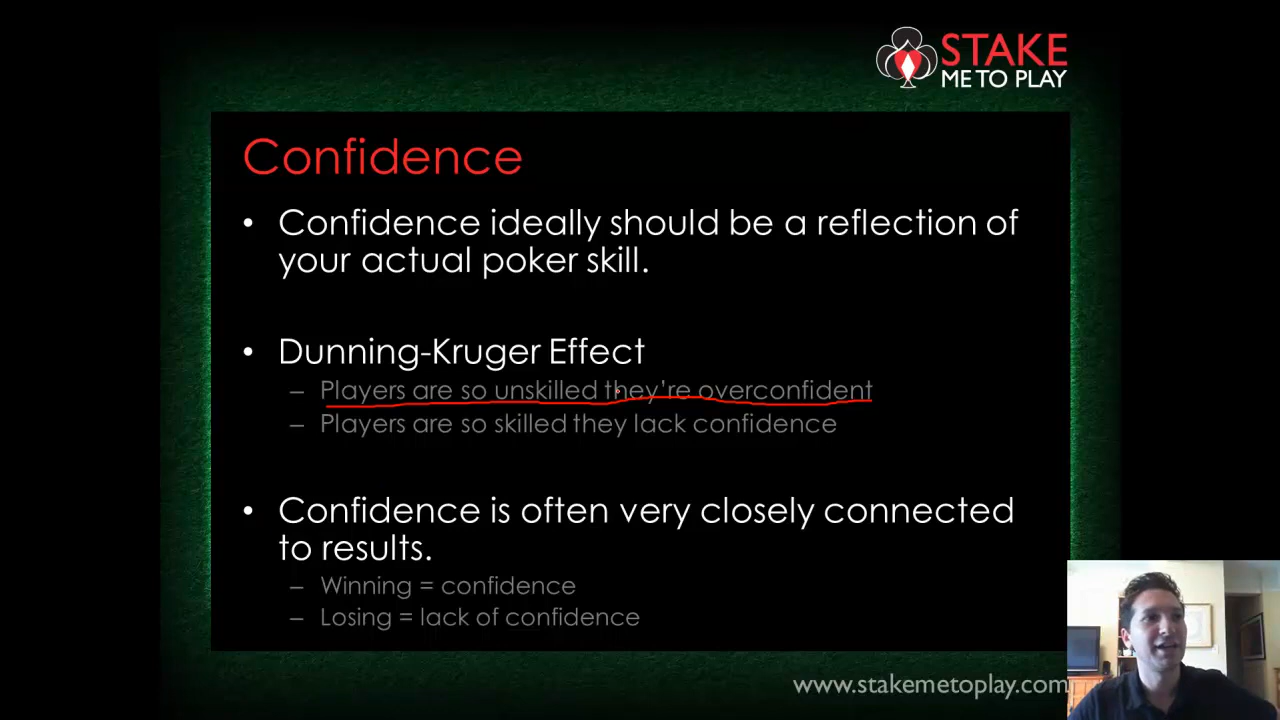 STAKE
ME TO PLAY
Confidence
• Confidence ideally should be a reflection of
your actual poker skill.
• Dunning-Kruger Effect
– Players are so unskilled they're overconfident
– Players are so skilled they lack confidence
• Confidence is often very closely connected
to results.
– Winning = confidence
– Losing = lack of confidence
www.stakemetoplay.com